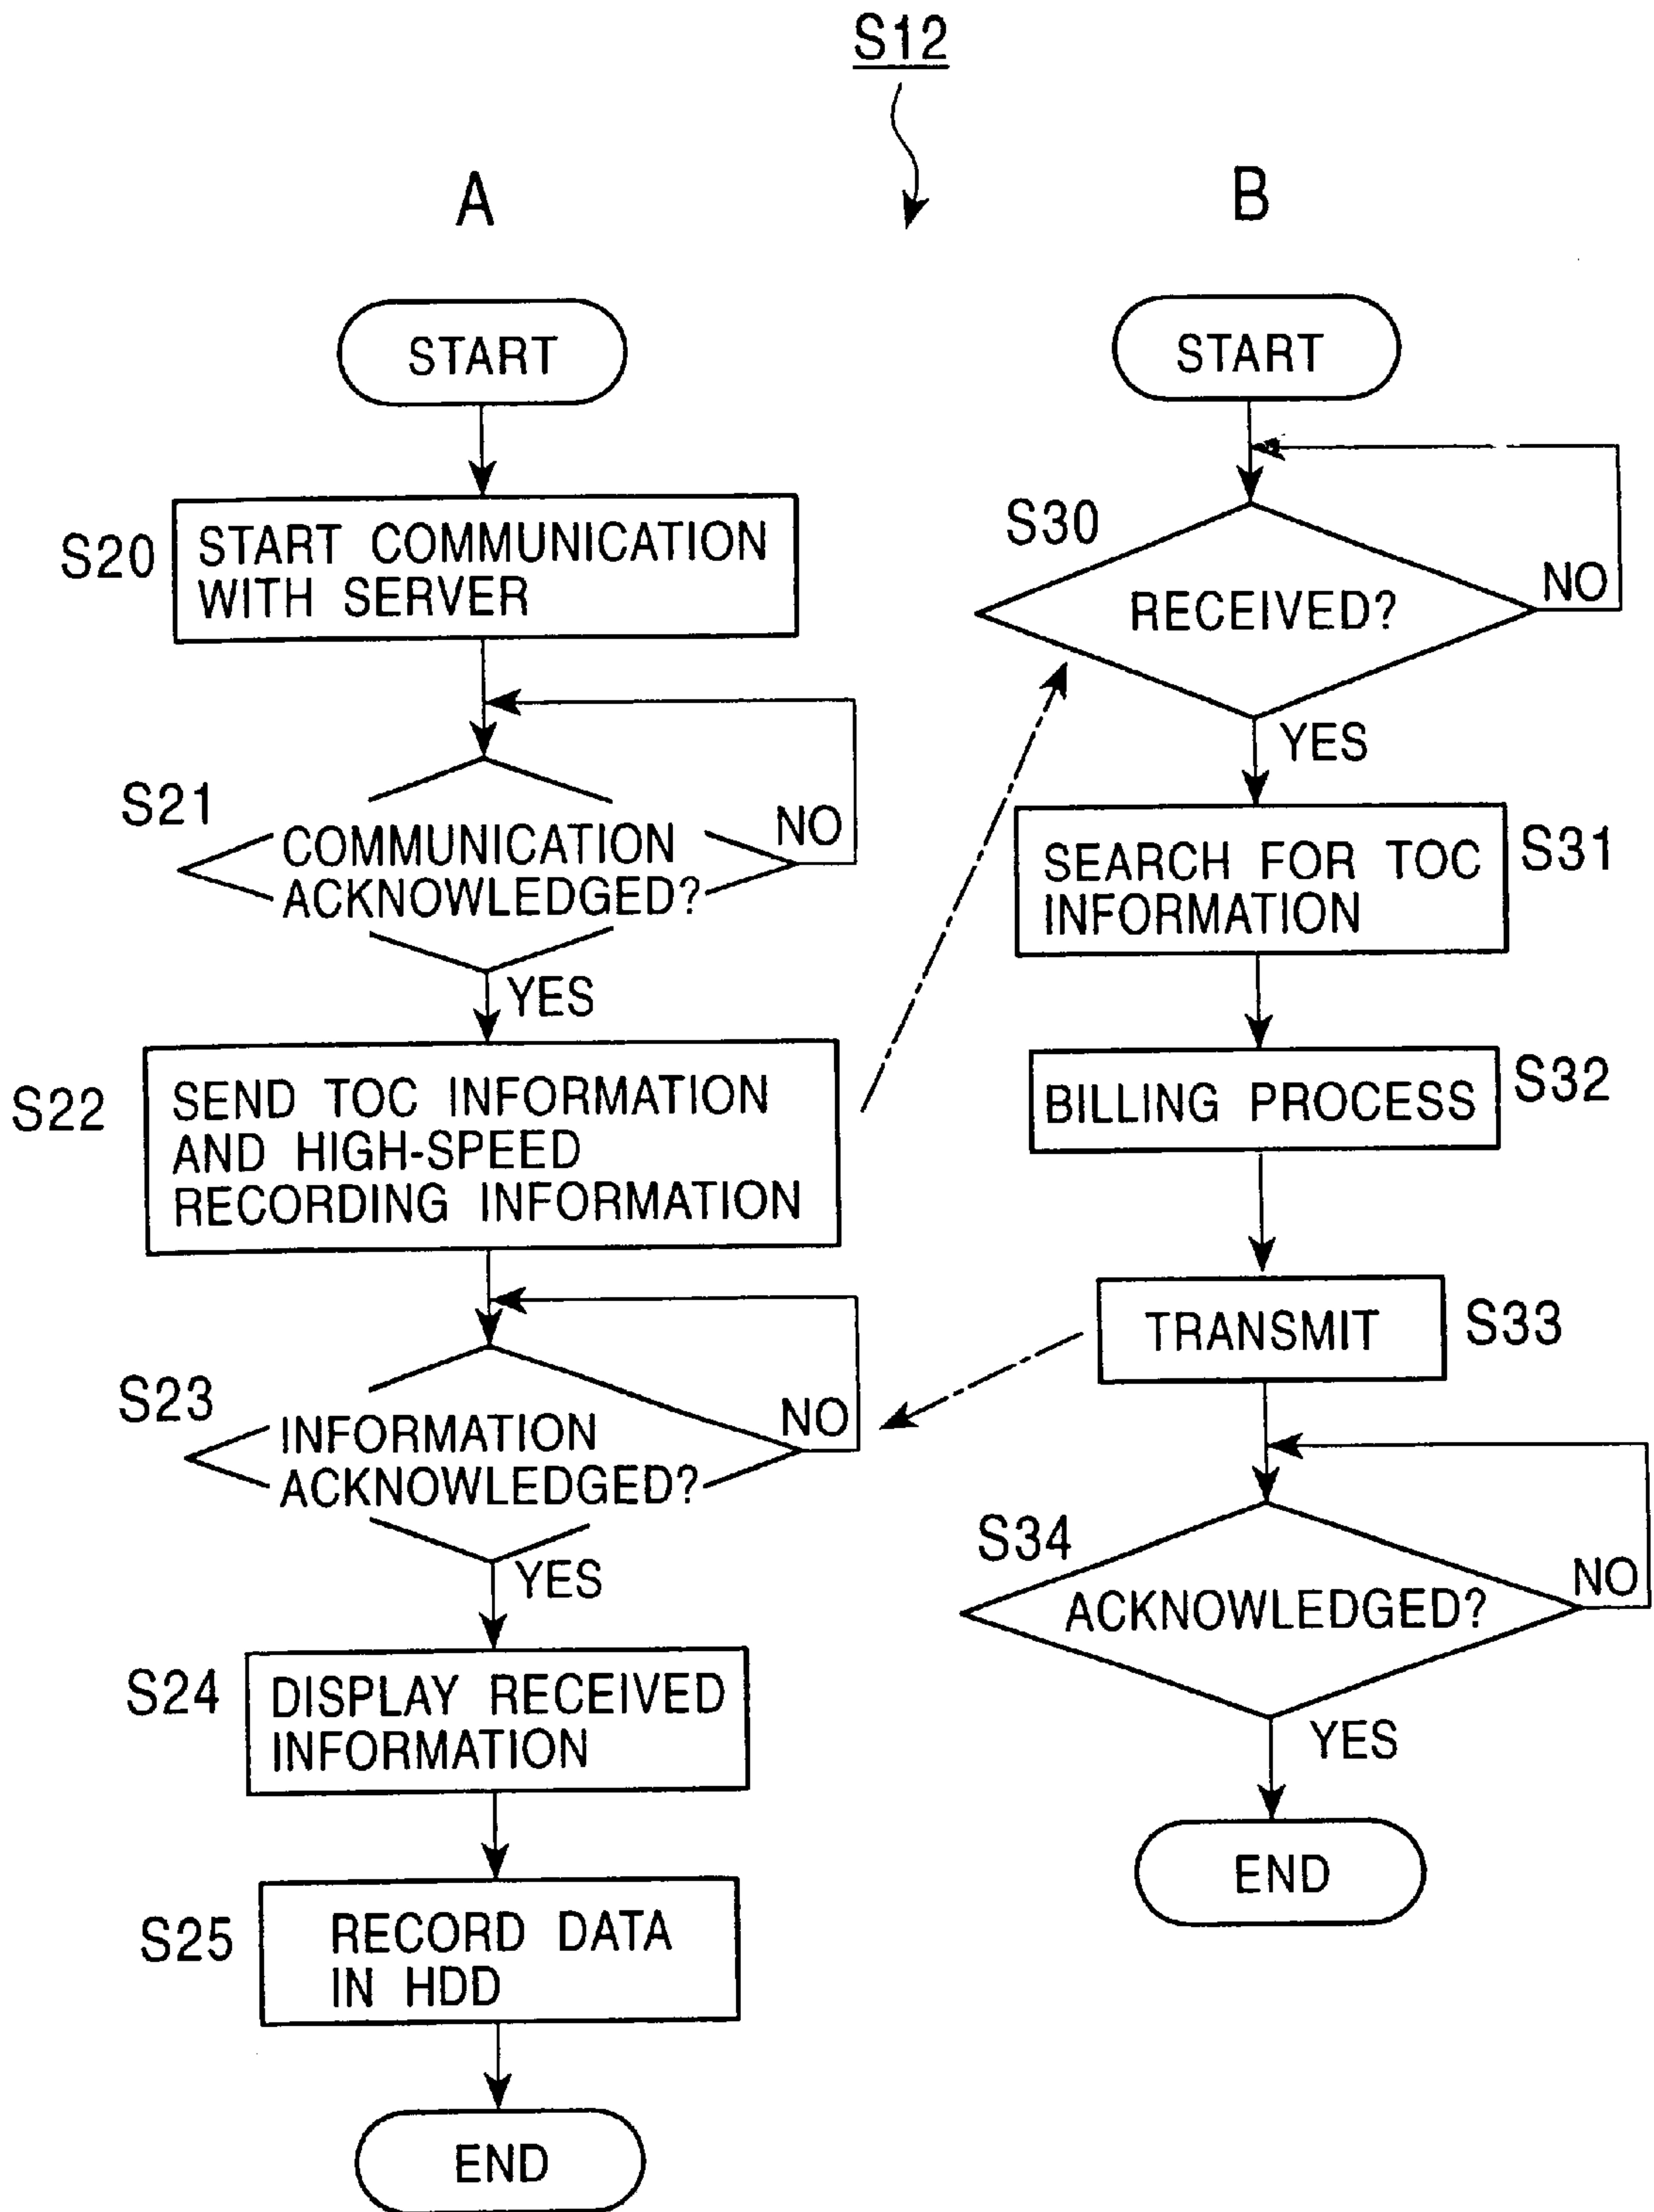 S12
A
START
S20
START COMMUNICATION
WITH SERVER
S21
COMMUNICATION
ACKNOWLEDGED?
NO
YES
S22
SEND TOC INFORMATION
AND HIGH-SPEED
RECORDING INFORMATION
S23
INFORMATION
ACKNOWLEDGED?
NO
YES
S24
DISPLAY RECEIVED
INFORMATION
S25
RECORD DATA
IN HDD
END
B
START
S30
RECEIVED?
NO
YES
SEARCH FOR TOC
INFORMATION
S31
BILLING PROCESS
S32
TRANSMIT
S33
S34
ACKNOWLEDGED?
NO
YES
END